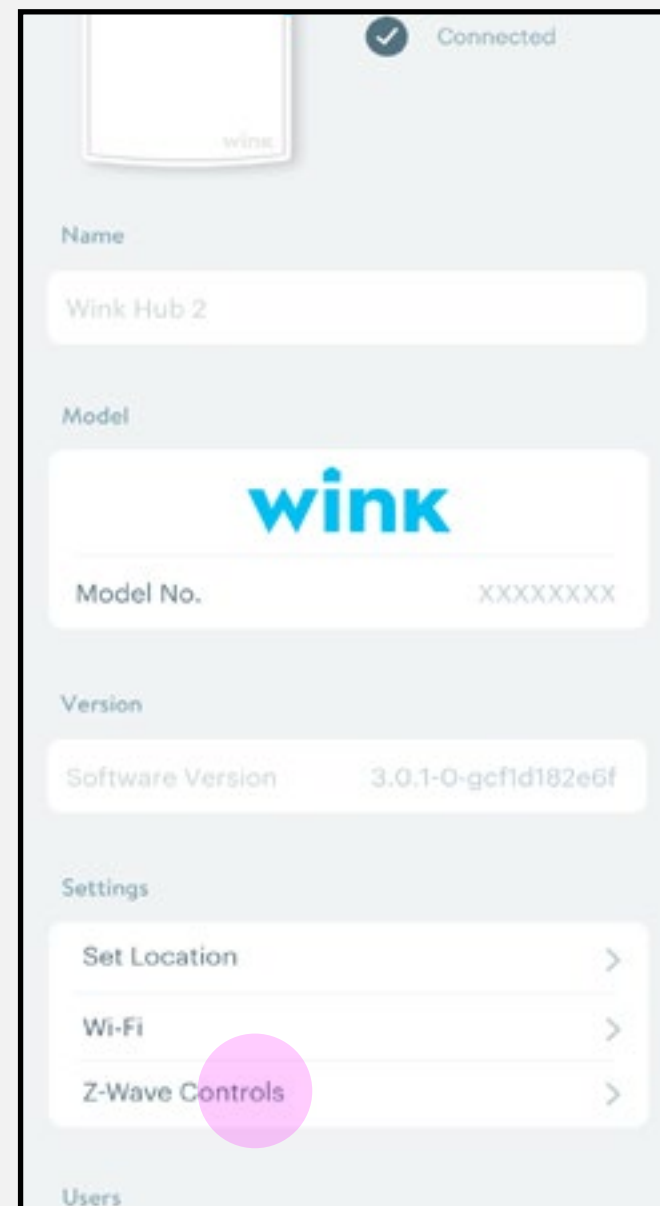 Connected
wink
Name
Wink Hub 2
Model
wink
Model No. XXXXXXXX
Version
Software Version 3.0.1-0-gcf1d182e6f
Settings
Set Location
Wi-Fi
Z-Wave Controls
Users